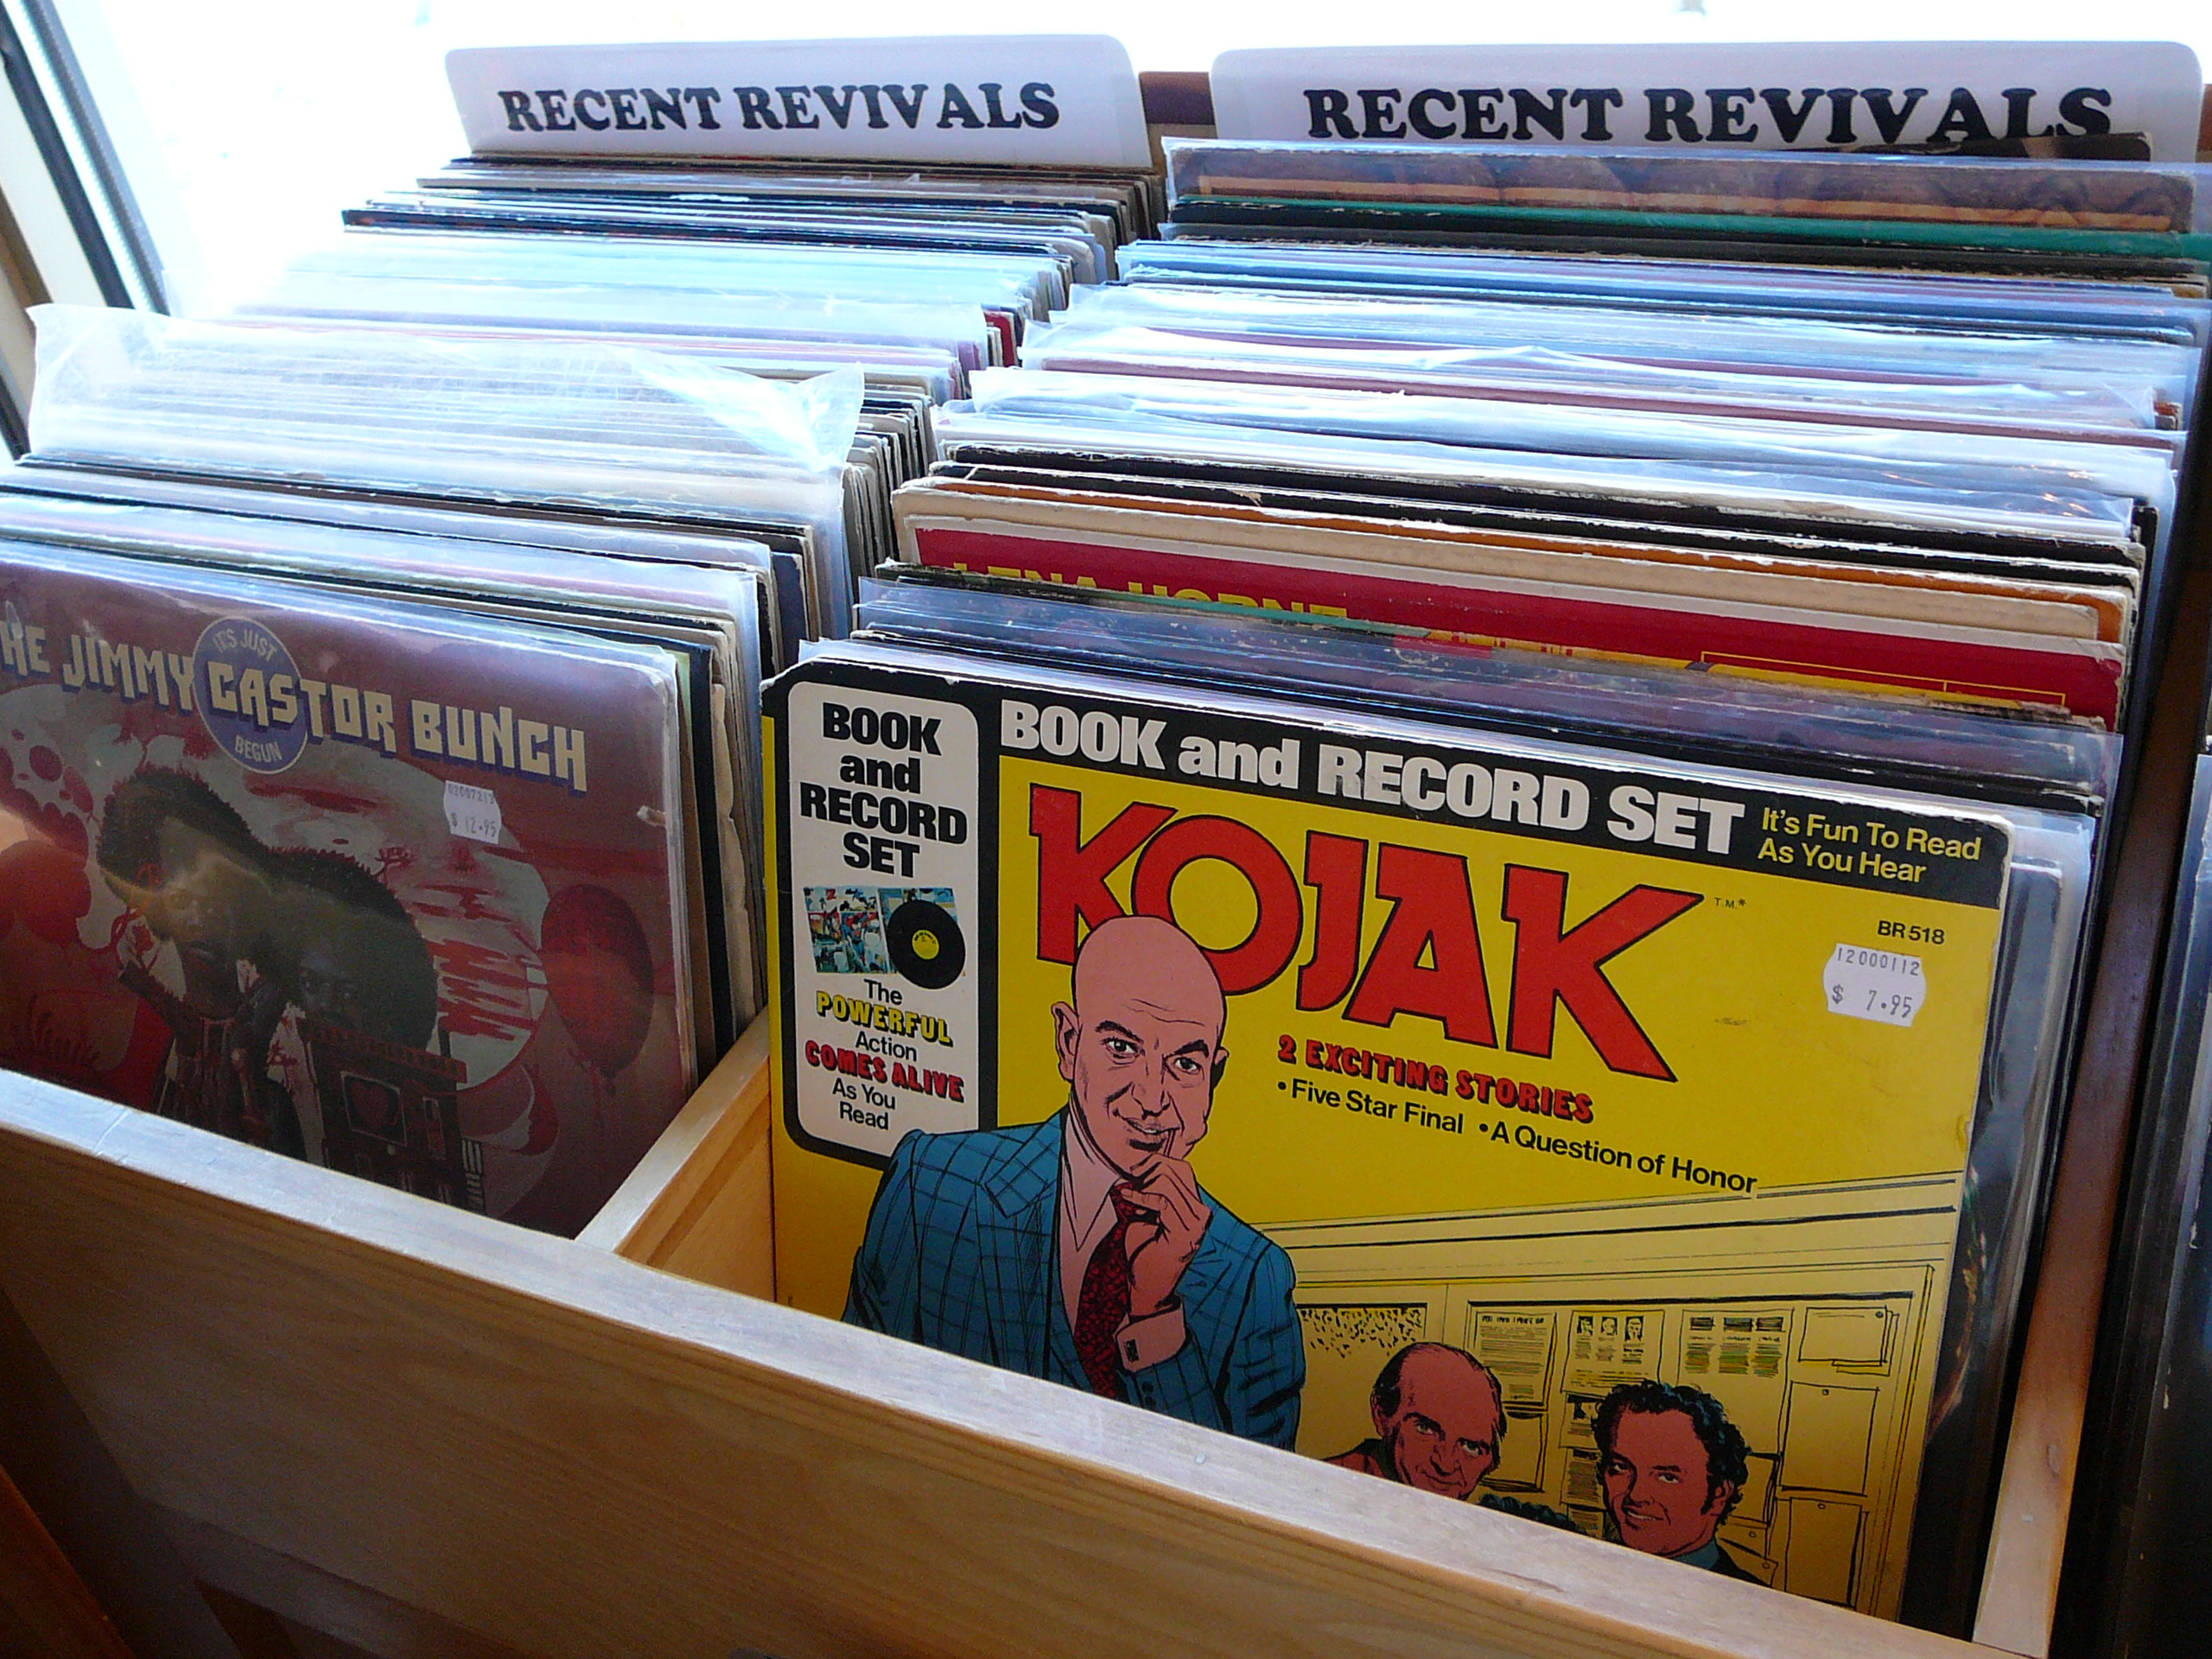 RECENT REVIVALS
RECENT REVIVALS
LENA HORNE
HE JIMMY CASTOR BUNCH
IT'S JUST
BEGUN
$ 12.95
BOOK
and
RECORD
SET
The
POWERFUL
Action
COMES ALIVE
As You
Read
BOOK and RECORD SET
It's Fun To Read
As You Hear
KOJAK
T.M.*
BR 518
12000112
$ 7.95
2 EXCITING STORIES
• Five Star Final • A Question of Honor